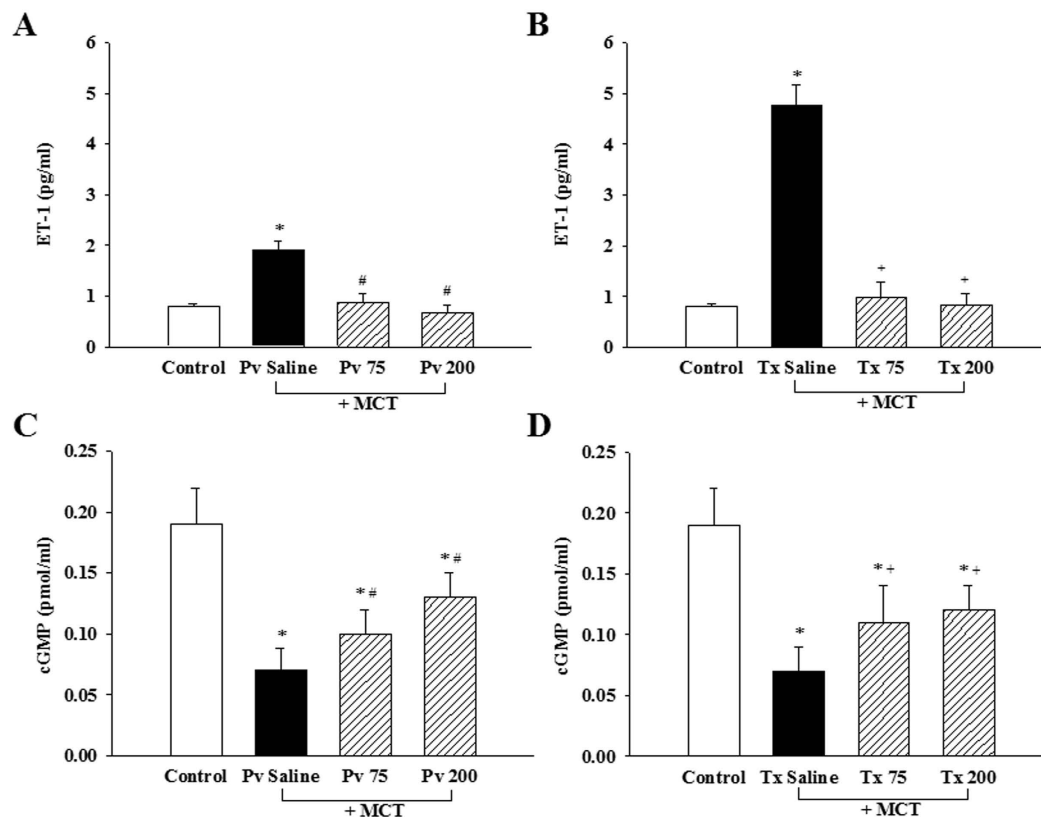 A
6
5
4
3
2
1
0
ET-1 (pg/ml)
*
#
#
Control Pv Saline Pv 75 Pv 200
+ MCT
B
6
5
4
3
2
1
0
ET-1 (pg/ml)
*
+
+
Control Tx Saline Tx 75 Tx 200
+ MCT
C
0.25
0.20
0.15
0.10
0.05
0.00
cGMP (pmol/ml)
*
* #
* #
Control Pv Saline Pv 75 Pv 200
+ MCT
D
0.25
0.20
0.15
0.10
0.05
0.00
cGMP (pmol/ml)
*
* +
* +
Control Tx Saline Tx 75 Tx 200
+ MCT